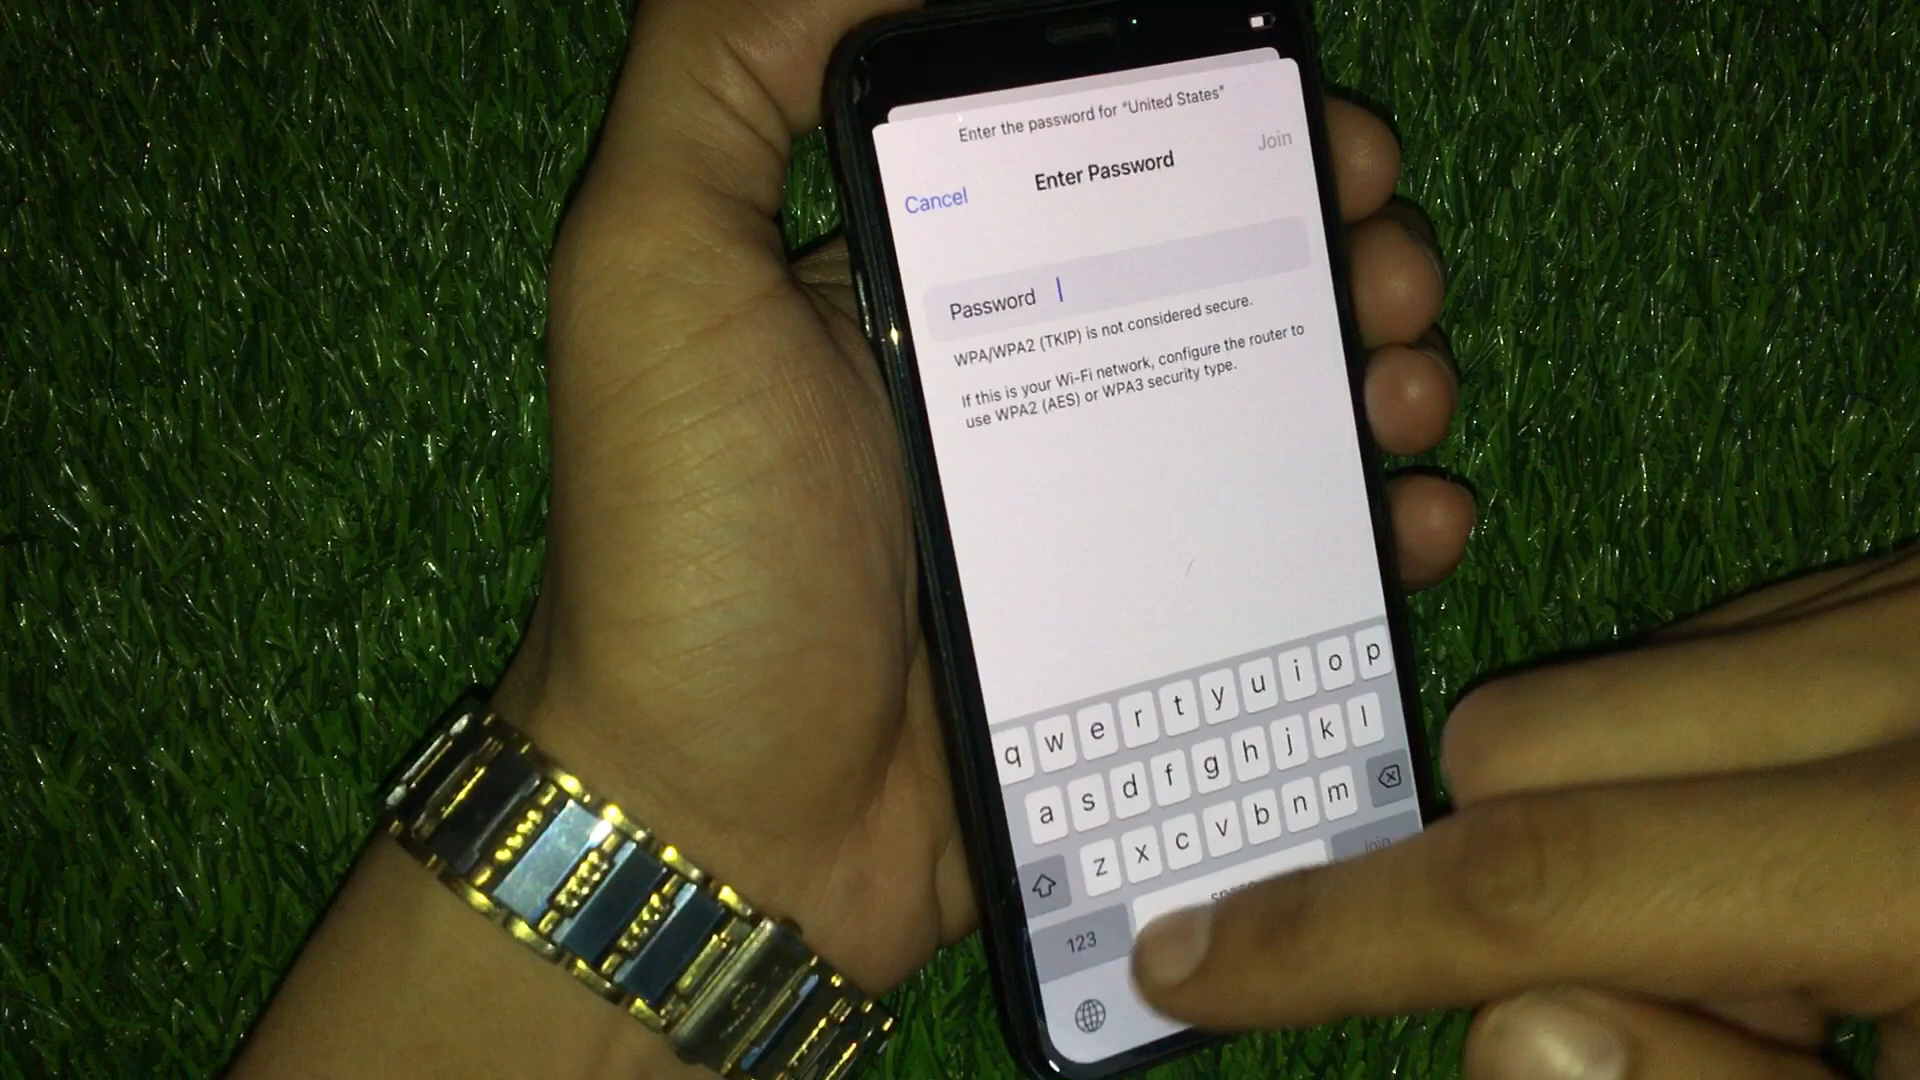 Enter the password for “United States”
Cancel
Enter Password
Join
Password
WPA/WPA2 (TKIP) is not considered secure.
If this is your Wi-Fi network, configure the router to
use WPA2 (AES) or WPA3 security type.
q w e r t y u i o p
a s d f g h j k l
z x c v b n m
123
join